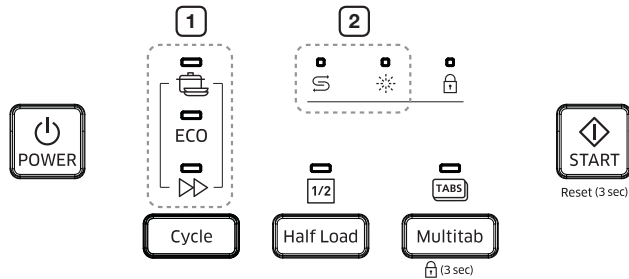 1
2
ECO
POWER
START
Reset (3 sec)
1/2
TABS
Cycle
Half Load
Multitab
(3 sec)